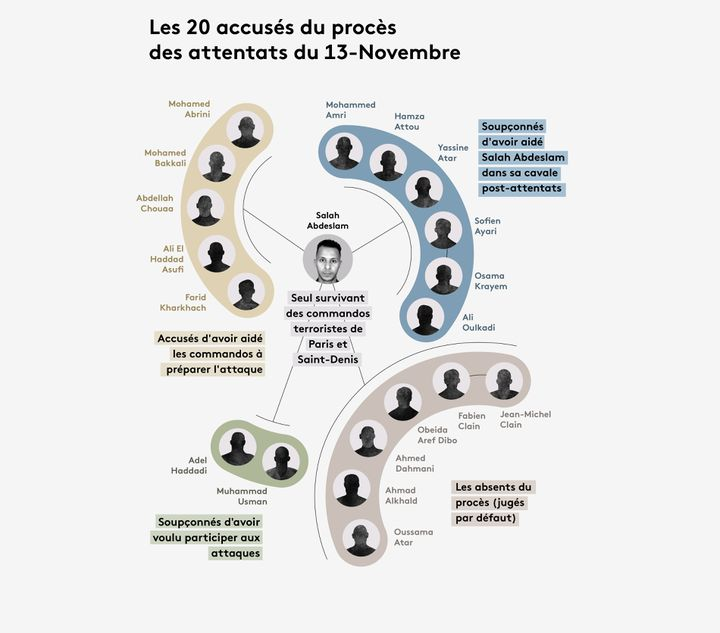 Les 20 accusés du procès
des attentats du 13-Novembre
Mohamed
Abrini
Mohamed
Bakkali
Abdellah
Chouaa
Ali El
Haddad
Asufi
Farid
Kharkhach
Accusés d'avoir aidé
les commandos à
préparer l'attaque
Salah
Abdeslam
Seul survivant
des commandos
terroristes de
Paris et
Saint-Denis
Mohammed
Amri
Hamza
Attou
Yassine
Atar
Sofien
Ayari
Osama
Krayem
Ali
Oulkadi
Soupçonnés
d'avoir aidé
Salah Abdeslam
dans sa cavale
post-attentats
Adel
Haddadi
Muhammad
Usman
Soupçonnés d'avoir
voulu participer aux
attaques
Jean-Michel
Clain
Fabien
Clain
Obeida
Aref Dibo
Ahmed
Dahmani
Ahmad
Alkhald
Oussama
Atar
Les absents du
procès (jugés
par défaut)